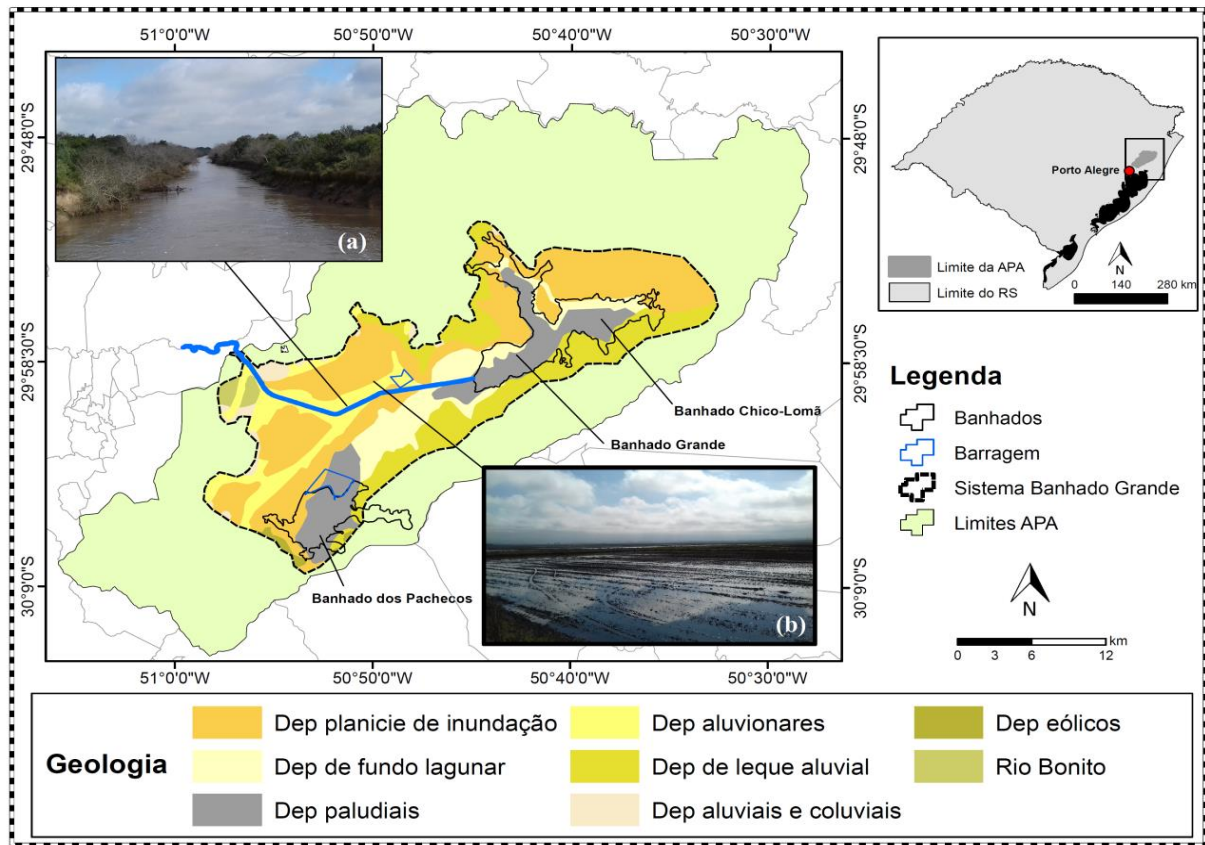 51°0'0"W
50°50'0"W
50°40'0"W
50°30'0"W
29°48'0"S
29°58'30"S
30°9'0"S
(a)
29°48'0"S
29°58'30"S
30°9'0"S
Banhado Chico-Lomã
Banhado Grande
Banhado dos Pachecos
(b)
51°0'0"W
50°50'0"W
50°40'0"W
50°30'0"W
Porto Alegre
Limite da APA
Limite do RS
N
0 140 280 km
Legenda
Banhados
Barragem
Sistema Banhado Grande
Limites APA
N
km
0 3 6 12
Geologia
Dep planicie de inundação
Dep aluvionares
Dep eólicos
Dep de fundo lagunar
Dep de leque aluvial
Rio Bonito
Dep paludiais
Dep aluviais e coluviais